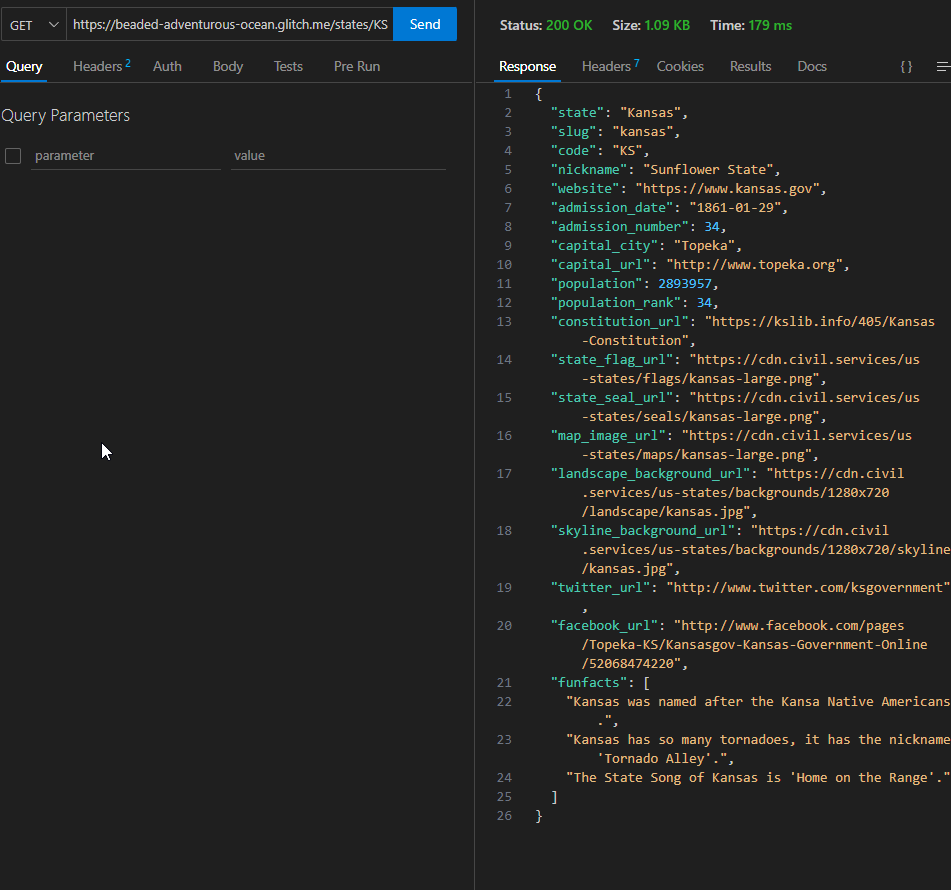 GET https://beaded-adventurous-ocean.glitch.me/states/KS Send
Query Headers 2 Auth Body Tests Pre Run
Query Parameters
parameter value
Status: 200 OK Size: 1.09 KB Time: 179 ms
Response Headers 7 Cookies Results Docs { }
1 {
2 "state": "Kansas",
3 "slug": "kansas",
4 "code": "KS",
5 "nickname": "Sunflower State",
6 "website": "https://www.kansas.gov",
7 "admission_date": "1861-01-29",
8 "admission_number": 34,
9 "capital_city": "Topeka",
10 "capital_url": "http://www.topeka.org",
11 "population": 2893957,
12 "population_rank": 34,
13 "constitution_url": "https://kslib.info/405/Kansas
-Constitution",
14 "state_flag_url": "https://cdn.civil.services/us
-states/flags/kansas-large.png",
15 "state_seal_url": "https://cdn.civil.services/us
-states/seals/kansas-large.png",
16 "map_image_url": "https://cdn.civil.services/us
-states/maps/kansas-large.png",
17 "landscape_background_url": "https://cdn.civil
.services/us-states/backgrounds/1280x720
/landscape/kansas.jpg",
18 "skyline_background_url": "https://cdn.civil
.services/us-states/backgrounds/1280x720/skyline
/kansas.jpg",
19 "twitter_url": "http://www.twitter.com/ksgovernment"
,
20 "facebook_url": "http://www.facebook.com/pages
/Topeka-KS/Kansasgov-Kansas-Government-Online
/52068474220",
21 "funfacts": [
22 "Kansas was named after the Kansa Native Americans
.",
23 "Kansas has so many tornadoes, it has the nickname
'Tornado Alley'.",
24 "The State Song of Kansas is 'Home on the Range'."
25 ]
26 }